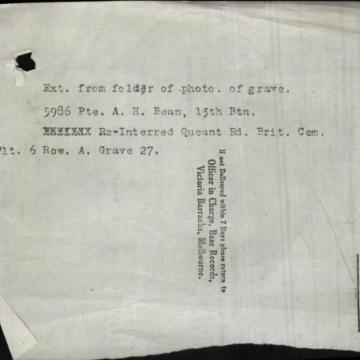 Ext. from folder of photo. of grave.
5986 Pte. A. H. Bean, 13th Btn.
XXXXXXX Re-Interred Queant Rd. Brit. Cem.
Plt. 6 Row. A. Grave 27.
If not Delivered within 7 Days please return to
Officer in Charge, Base Records,
Victoria Barracks, Melbourne.